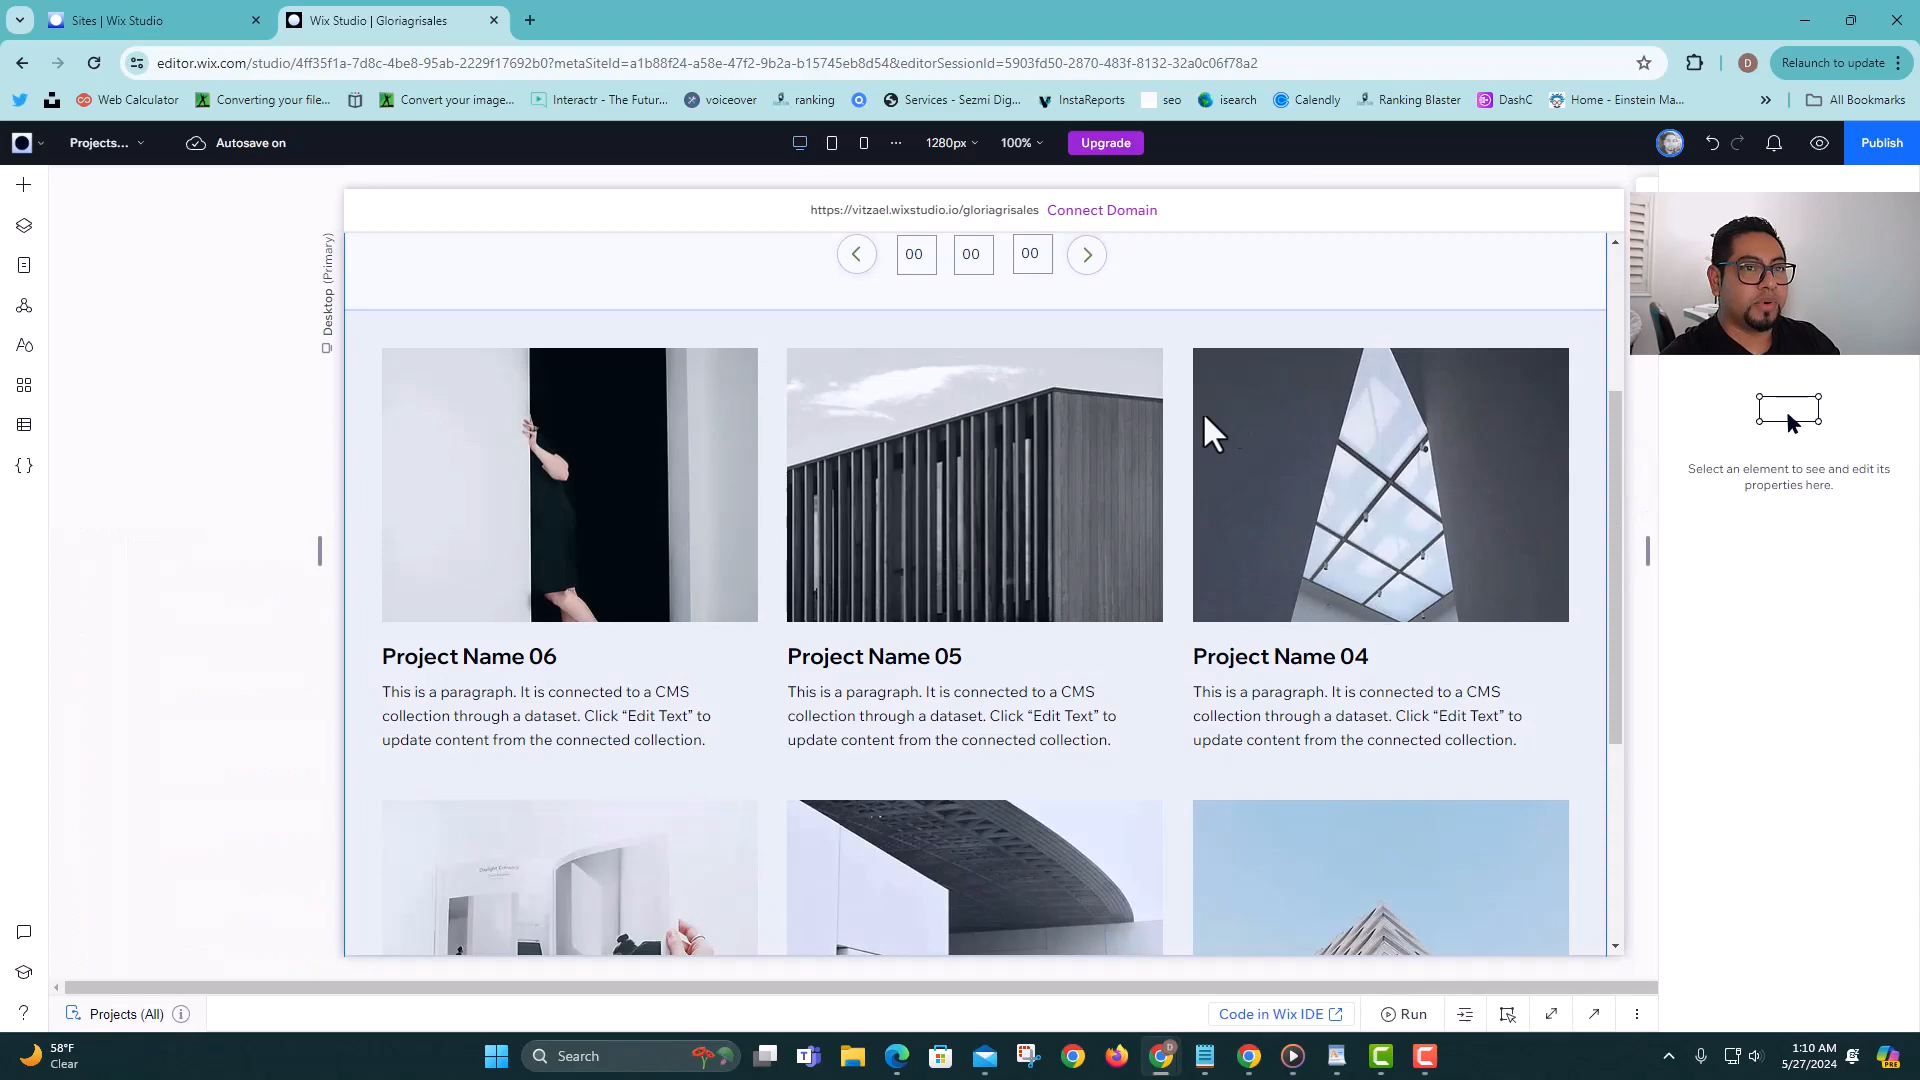 Sites | Wix Studio
Wix Studio | Gloriagrisales
editor.wix.com/studio/4ff35f1a-7d8c-4be8-95ab-2229f17692b0?metaSiteId=a1b88f24-a58e-47f2-9b2a-b15745eb8d54&editorSessionId=5903fd50-2870-483f-8132-32a0c06f78a2
D
Relaunch to update
Web Calculator
Converting your file...
Convert your image...
Interactr - The Futur...
voiceover
ranking
Services - Sezmi Dig...
InstaReports
seo
isearch
Calendly
Ranking Blaster
DashC
Home - Einstein Ma...
All Bookmarks
Projects...
Autosave on
1280px
100%
Upgrade
Publish
https://vitzael.wixstudio.io/gloriagrisales Connect Domain
Desktop (Primary)
00
00
00
Project Name 06
This is a paragraph. It is connected to a CMS
collection through a dataset. Click “Edit Text” to
update content from the connected collection.
Project Name 05
This is a paragraph. It is connected to a CMS
collection through a dataset. Click “Edit Text” to
update content from the connected collection.
Project Name 04
This is a paragraph. It is connected to a CMS
collection through a dataset. Click “Edit Text” to
update content from the connected collection.
Select an element to see and edit its
properties here.
Projects (All)
Code in Wix IDE
Run
58°F
Clear
Search
1:10 AM
5/27/2024